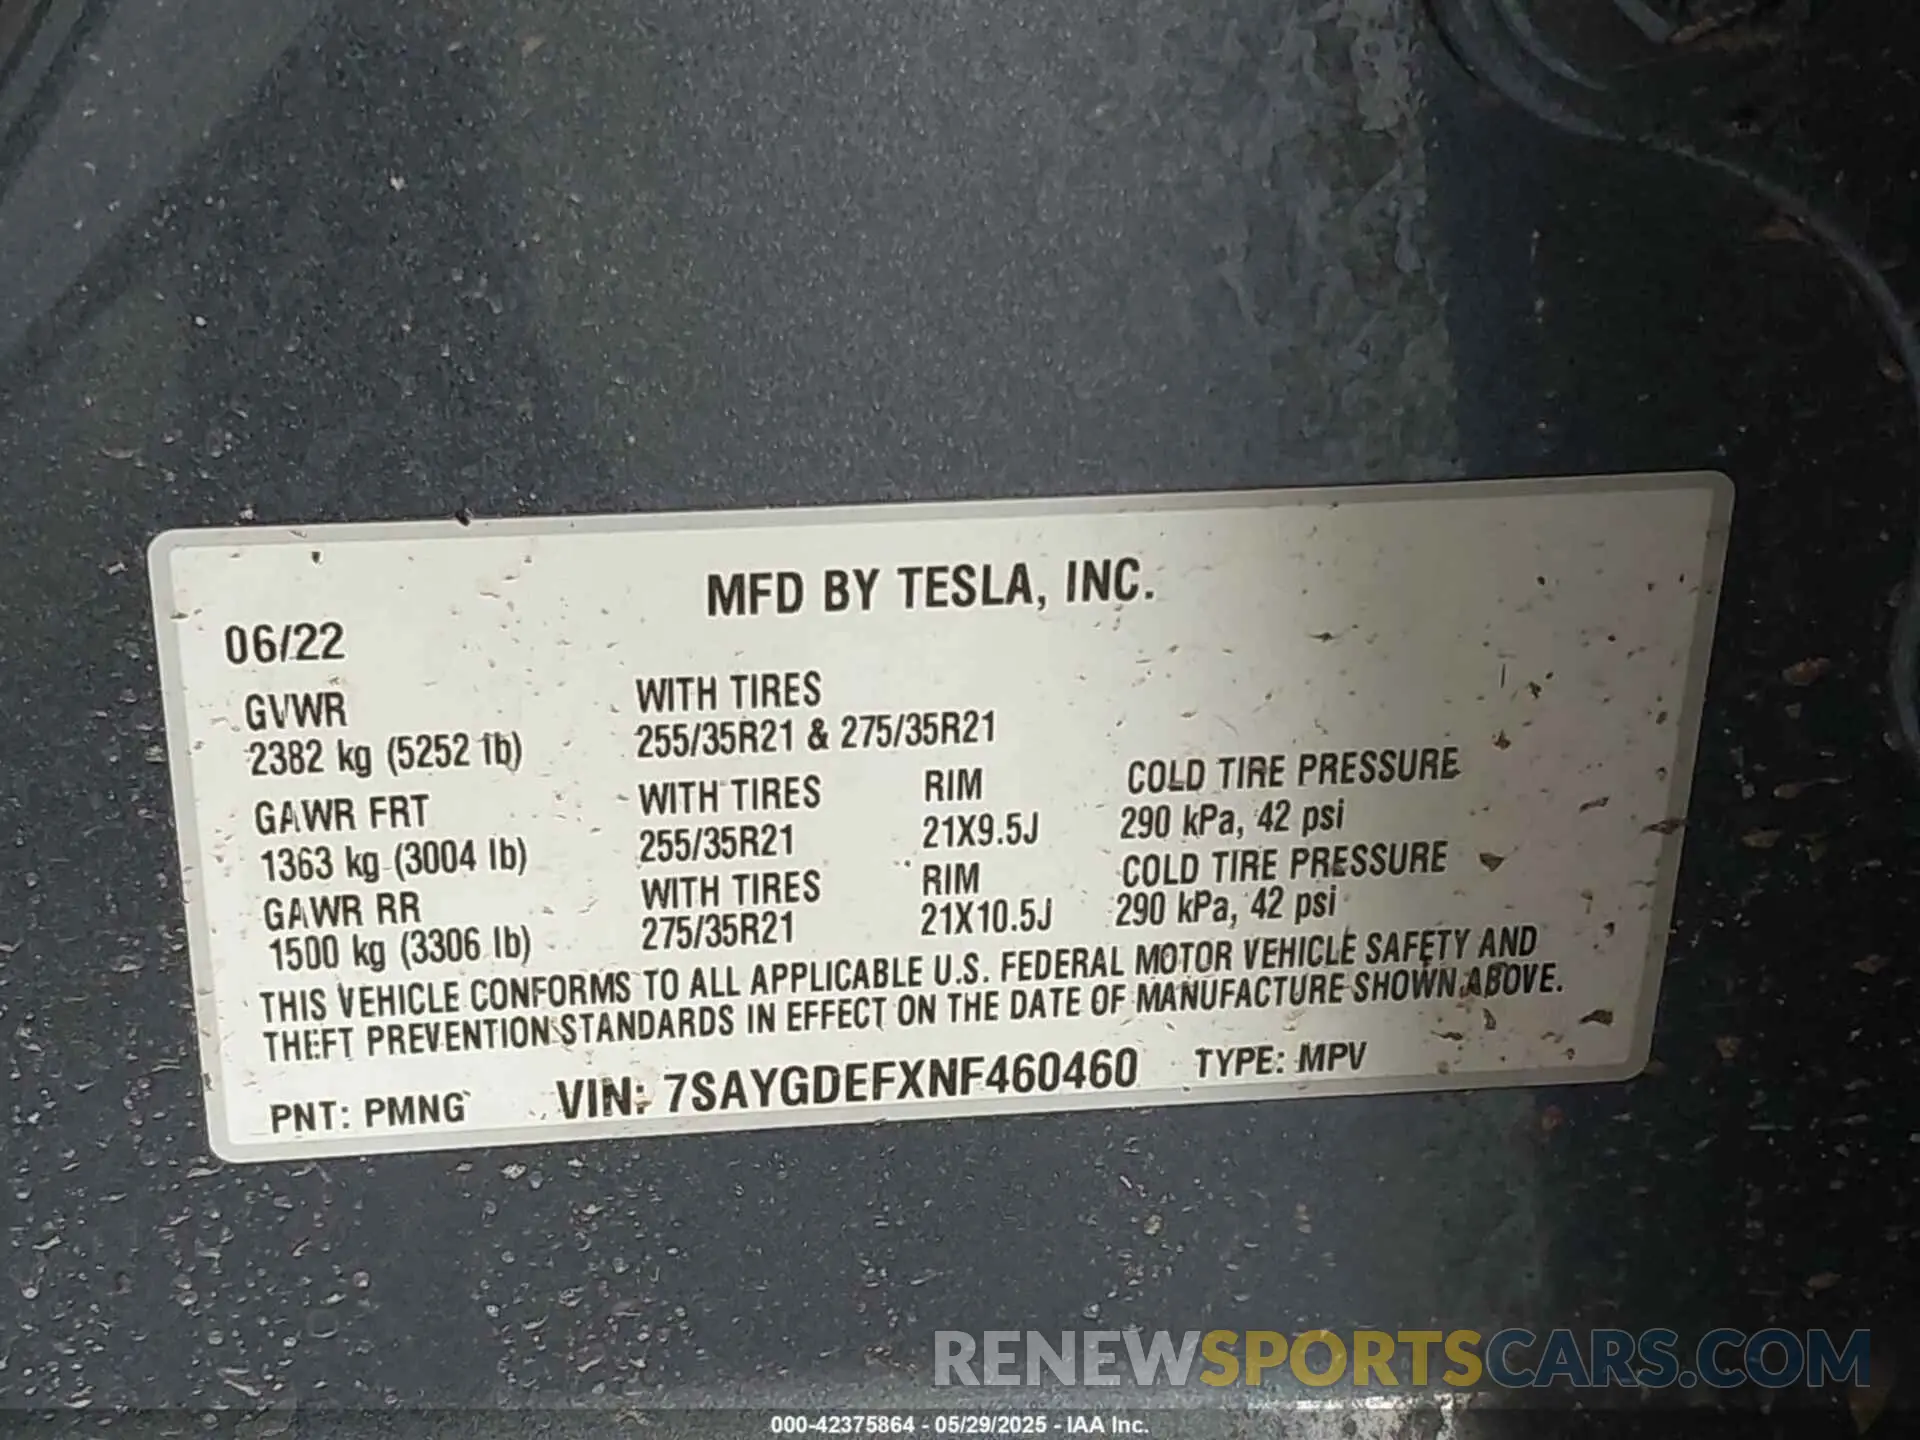 MFD BY TESLA, INC.
06/22
GVWR WITH TIRES
2382 kg (5252 lb) 255/35R21 & 275/35R21
GAWR FRT WITH TIRES RIM COLD TIRE PRESSURE
1363 kg (3004 lb) 255/35R21 21X9.5J 290 kPa, 42 psi
GAWR RR WITH TIRES RIM COLD TIRE PRESSURE
1500 kg (3306 lb) 275/35R21 21X10.5J 290 kPa, 42 psi
THIS VEHICLE CONFORMS TO ALL APPLICABLE U.S. FEDERAL MOTOR VEHICLE SAFETY AND
THEFT PREVENTION STANDARDS IN EFFECT ON THE DATE OF MANUFACTURE SHOWN ABOVE.
PNT: PMNG VIN: 7SAYGDEFXNF460460 TYPE: MPV
RENEWSPORTSCARS.COM
000-42375864 - 05/29/2025 - IAA Inc.